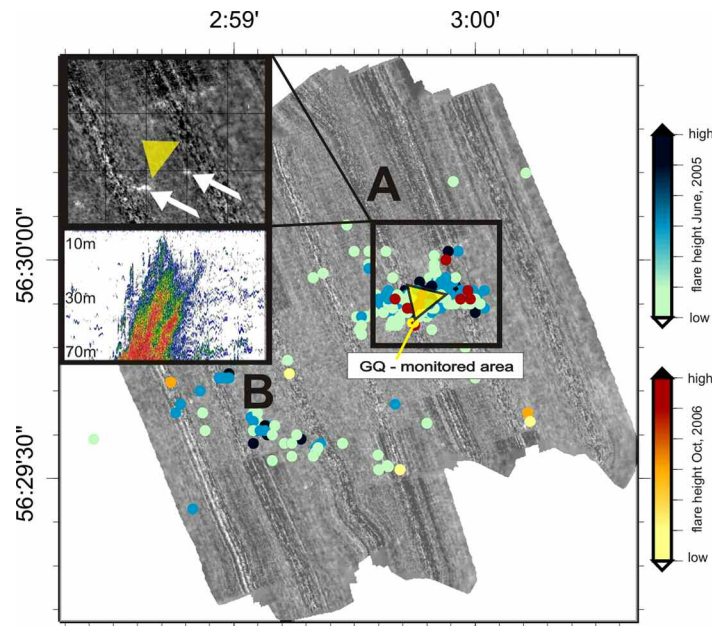 2:59'
3:00'
10m
30m
70m
A
B
GQ - monitored area
56:30'00"
56:29'30"
high
flare height June, 2005
low
high
flare height Oct, 2006
low